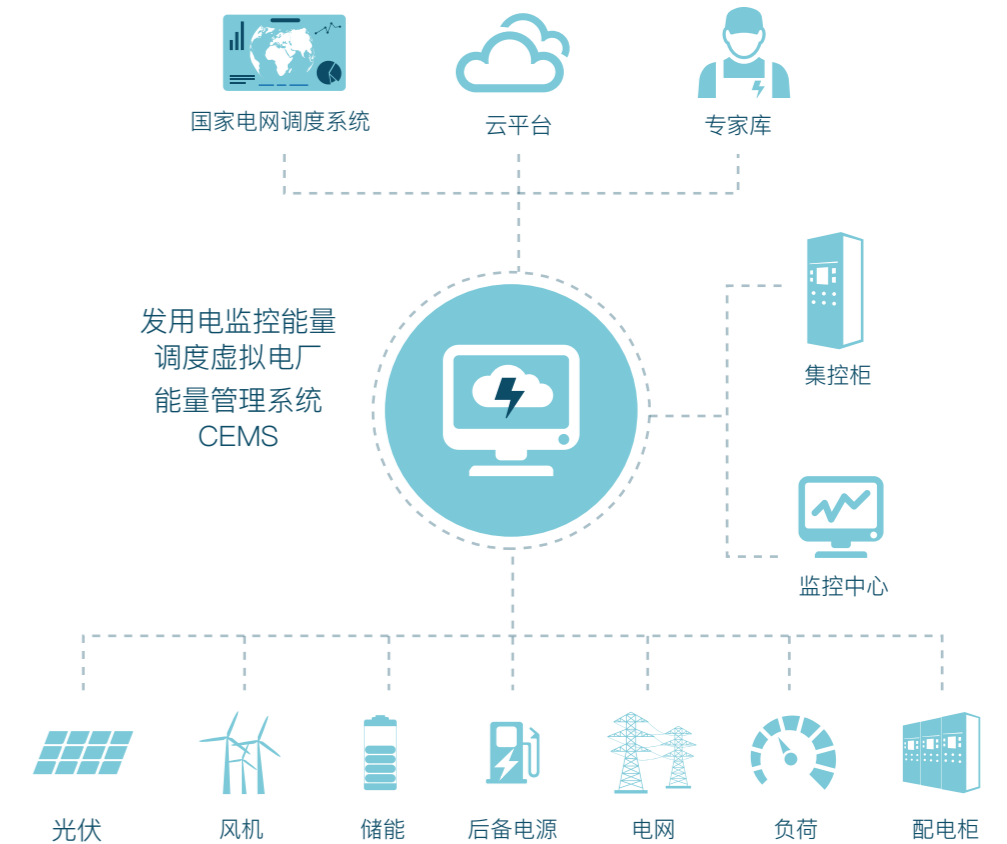 国家电网调度系统
云平台
专家库
发用电监控能量
调度虚拟电厂
能量管理系统
CEMS
集控柜
监控中心
光伏
风机
储能
后备电源
电网
负荷
配电柜